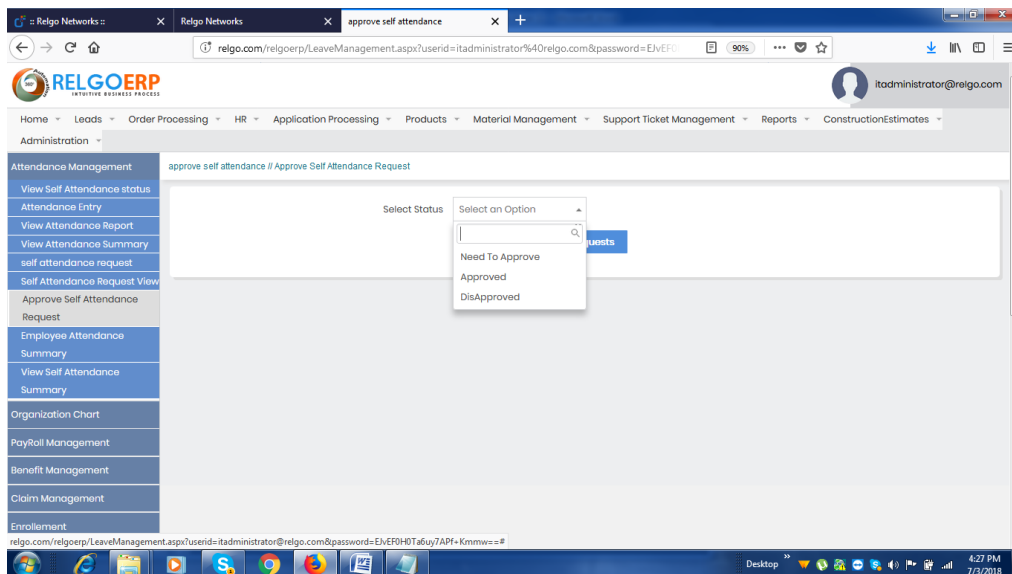 :: Relgo Networks ::
Relgo Networks
approve self attendance
relgo.com/relgoerp/LeaveManagement.aspx?userid=itadministrator%40relgo.com&password=EJvEF0
90%
360°
RELGOERP
INTUITIVE BUSINESS PROCESS
itadministrator@relgo.com
Home Leads Order Processing HR Application Processing Products Material Management Support Ticket Management Reports ConstructionEstimates
Administration
Attendance Management
approve self attendance // Approve Self Attendance Request
View Self Attendance status
Attendance Entry
View Attendance Report
View Attendance Summary
self attendance request
Self Attendance Request View
Approve Self Attendance
Request
Employee Attendance
Summary
View Self Attendance
Summary
Organization Chart
PayRoll Management
Benefit Management
Claim Management
Enrollement
Select Status Select an Option
uests
Need To Approve
Approved
DisApproved
relgo.com/relgoerp/LeaveManagement.aspx?userid=itadministrator@relgo.com&password=EJvEF0H0Ta6uy7APf+Kmmw==#
Desktop
4:27 PM
7/3/2018